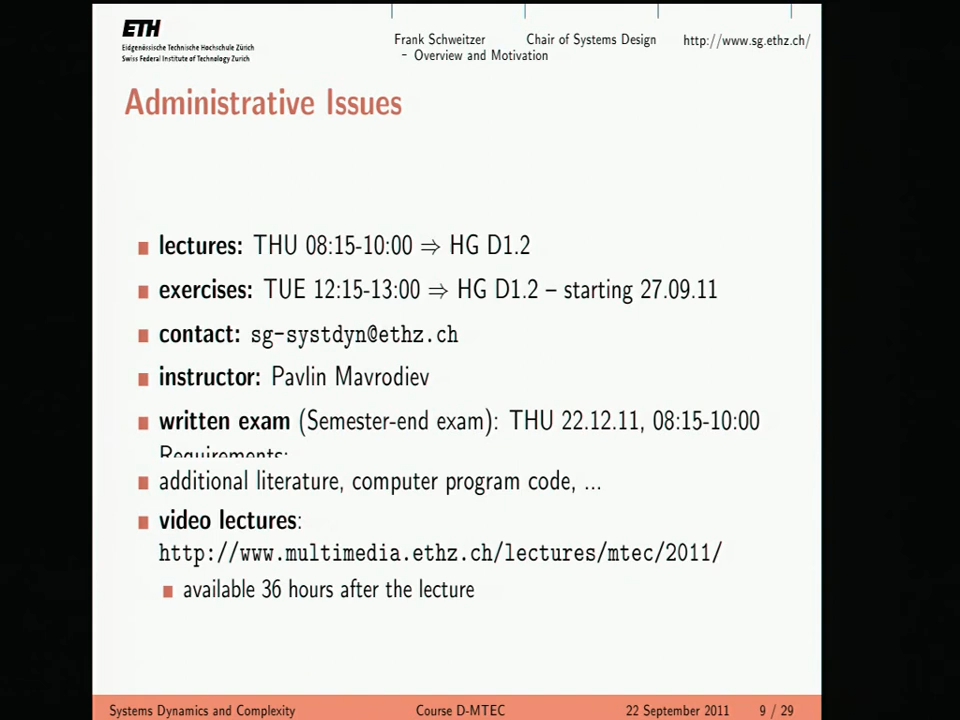 ETH
Eidgenössische Technische Hochschule Zürich
Swiss Federal Institute of Technology Zurich
Frank Schweitzer Chair of Systems Design http://www.sg.ethz.ch/
– Overview and Motivation
Administrative Issues
lectures: THU 08:15-10:00 ⇒ HG D1.2
exercises: TUE 12:15-13:00 ⇒ HG D1.2 – starting 27.09.11
contact: sg-systdyn@ethz.ch
instructor: Pavlin Mavrodiev
written exam (Semester-end exam): THU 22.12.11, 08:15-10:00
Requirements:
additional literature, computer program code, ...
video lectures:
http://www.multimedia.ethz.ch/lectures/mtec/2011/
available 36 hours after the lecture
Systems Dynamics and Complexity Course D-MTEC 22 September 2011 9 / 29